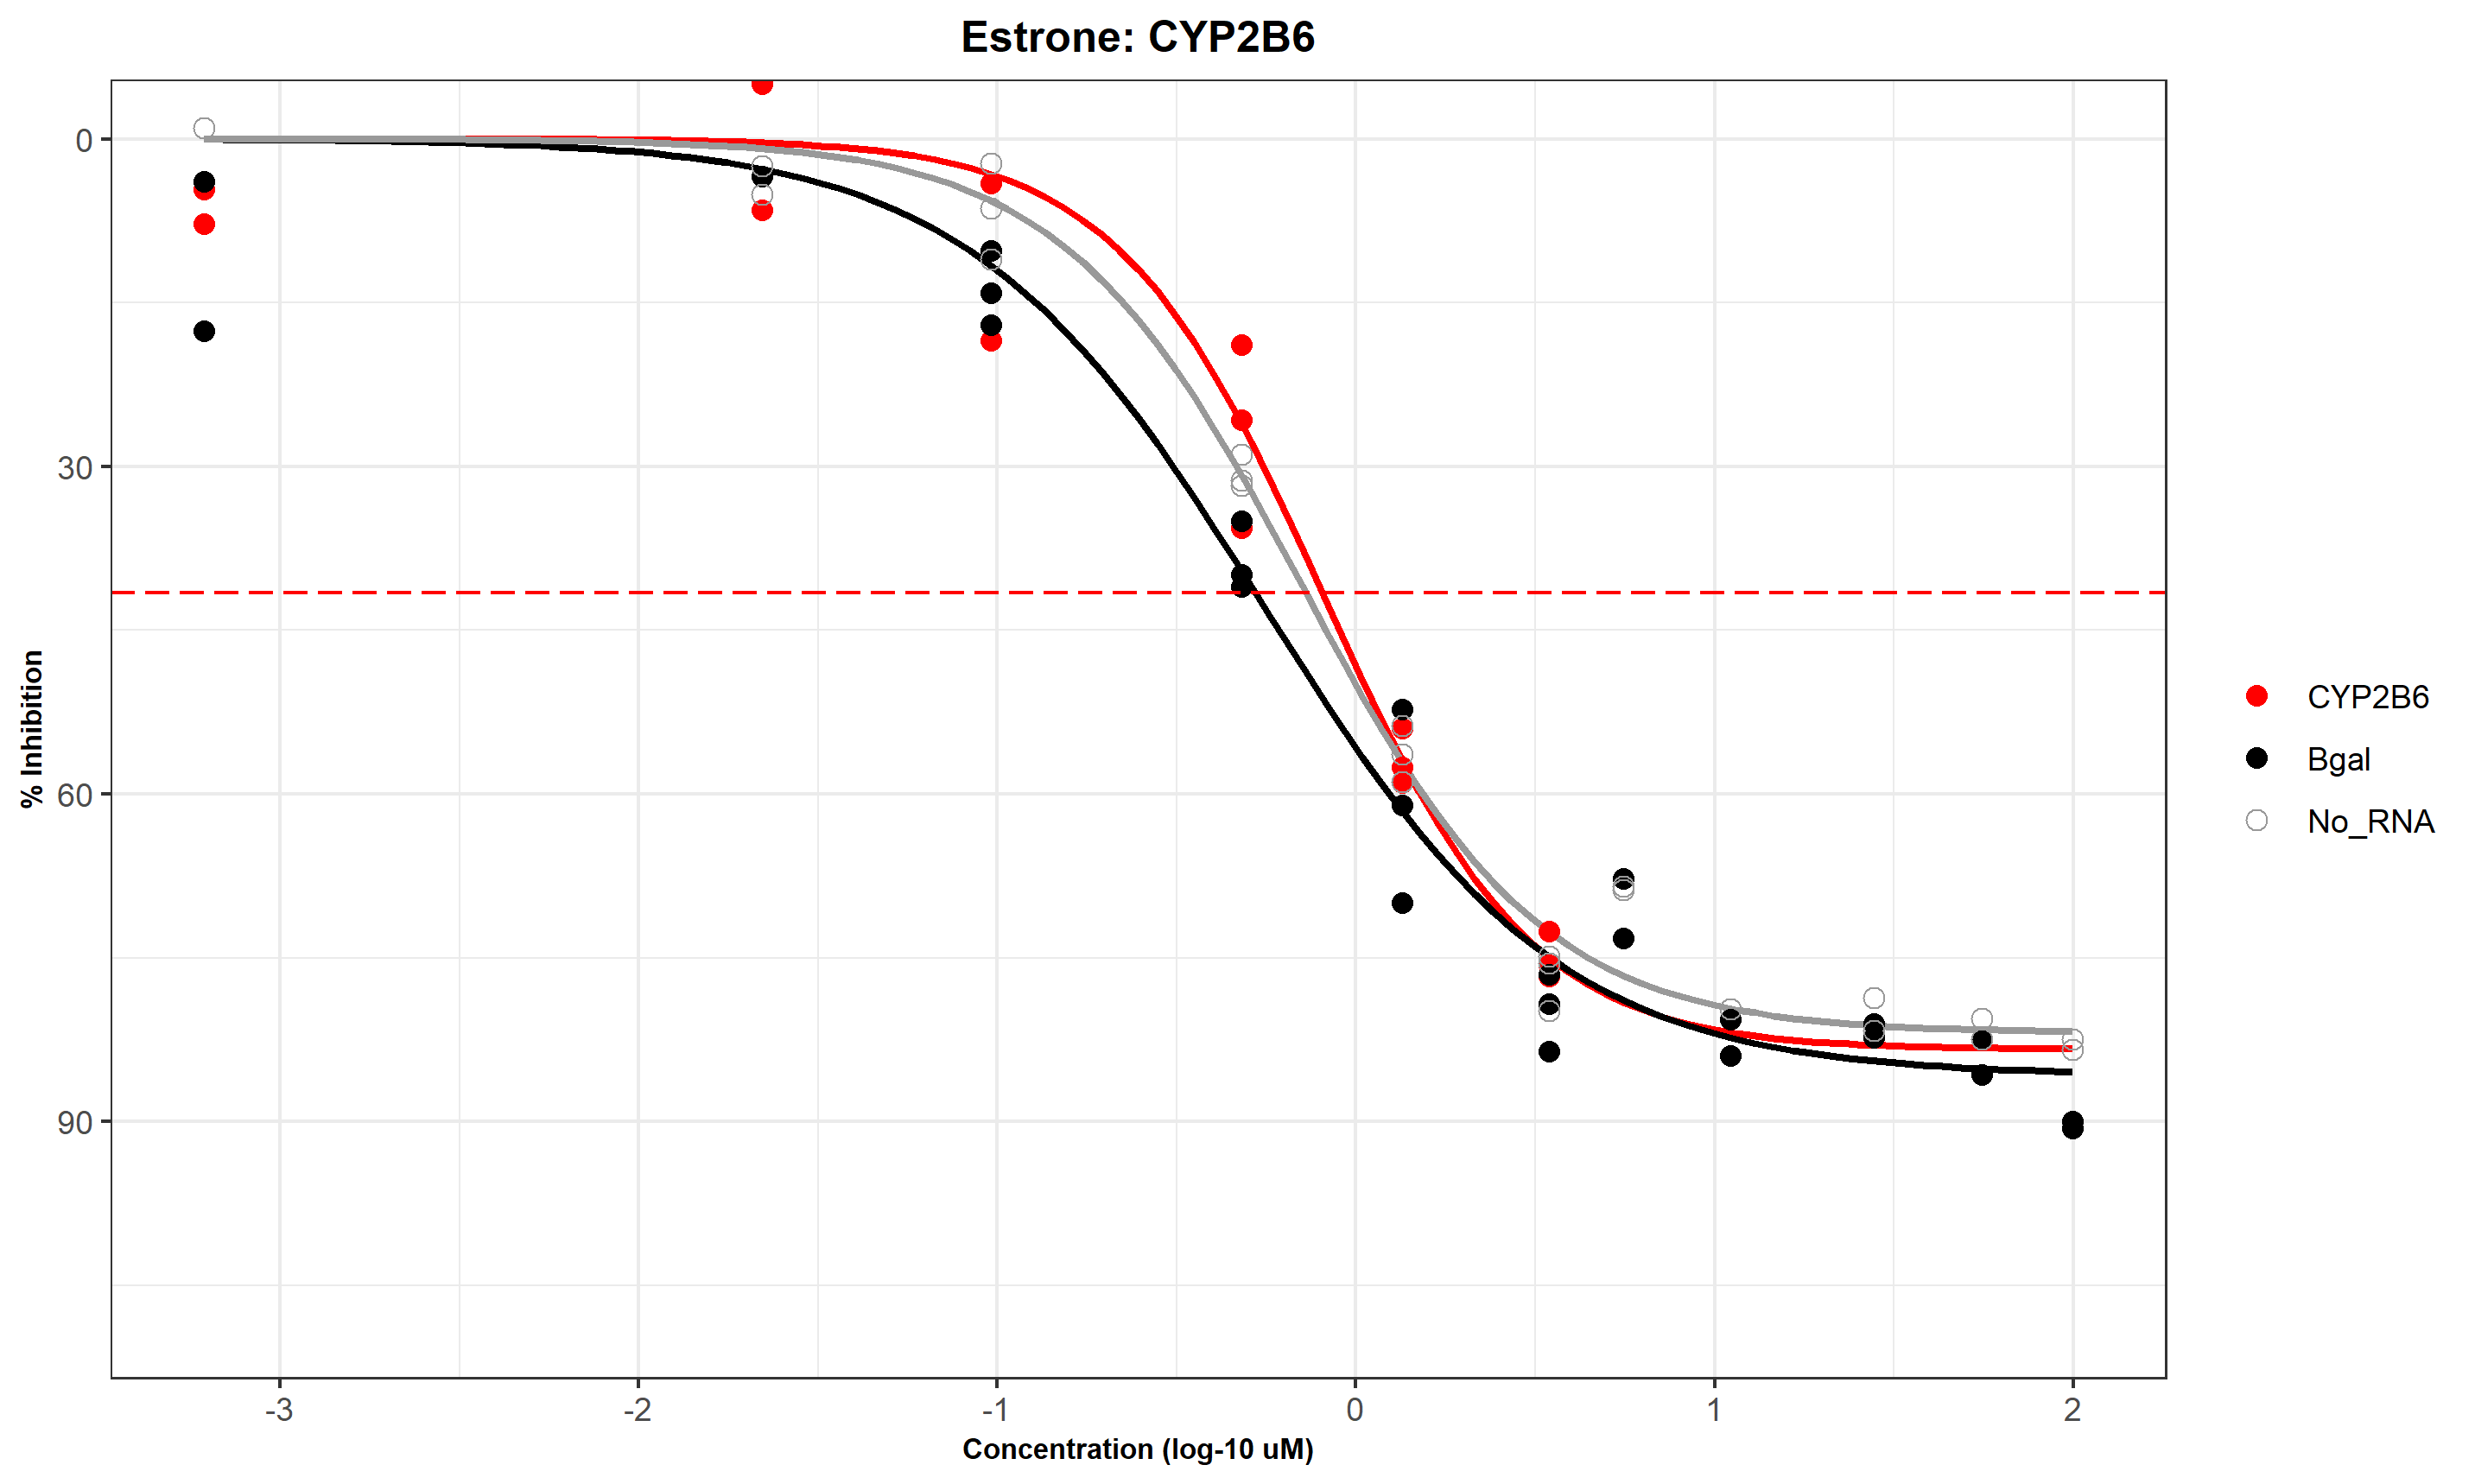 Estrone: CYP2B6
% Inhibition
0
30
60
90
-3
-2
-1
0
1
2
Concentration (log-10 uM)
CYP2B6
Bgal
No_RNA